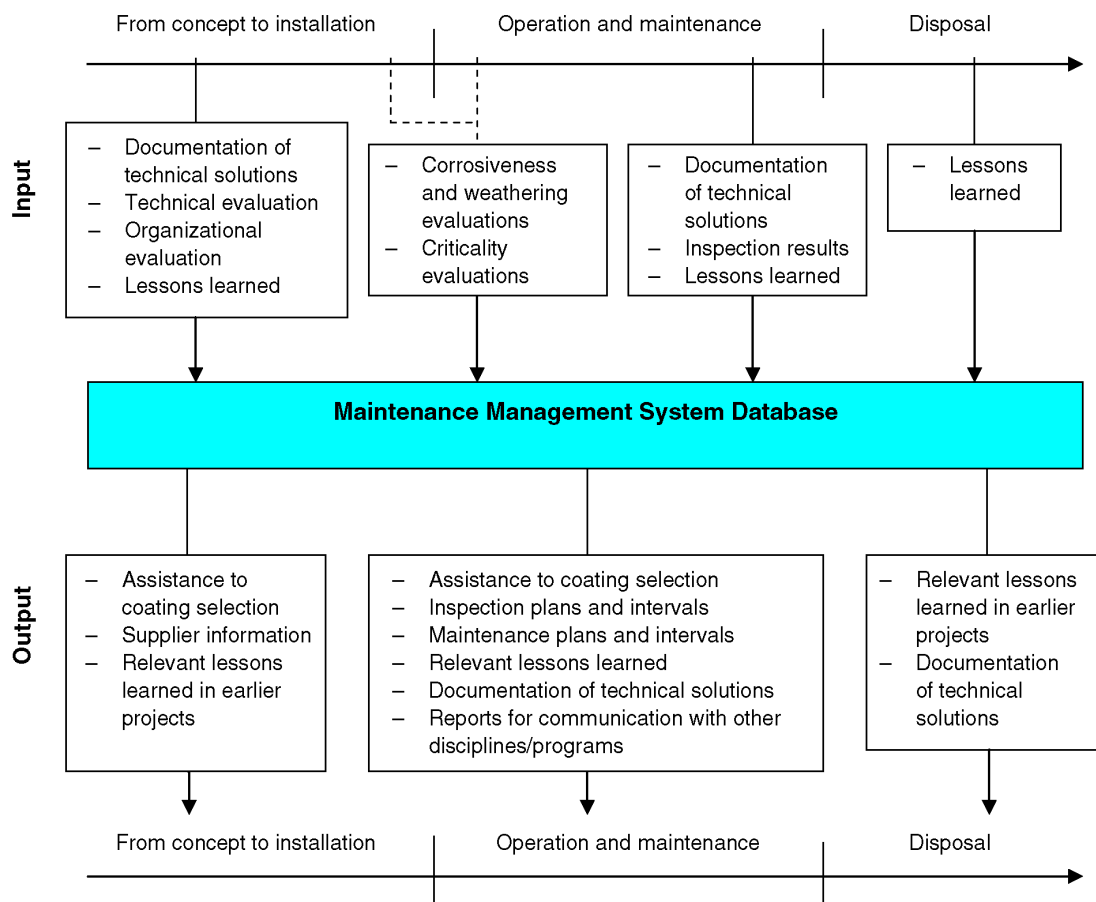 From concept to installation
Operation and maintenance
Disposal
Input
– Documentation of
technical solutions
– Technical evaluation
– Organizational
evaluation
– Lessons learned
– Corrosiveness
and weathering
evaluations
– Criticality
evaluations
– Documentation
of technical
solutions
– Inspection results
– Lessons learned
– Lessons
learned
Maintenance Management System Database
Output
– Assistance to
coating selection
– Supplier information
– Relevant lessons
learned in earlier
projects
– Assistance to coating selection
– Inspection plans and intervals
– Maintenance plans and intervals
– Relevant lessons learned
– Documentation of technical solutions
– Reports for communication with other
disciplines/programs
– Relevant lessons
learned in earlier
projects
– Documentation
of technical
solutions
From concept to installation
Operation and maintenance
Disposal